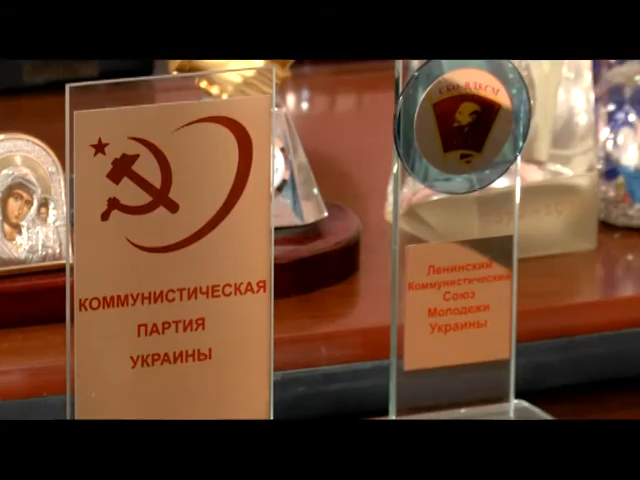 КОММУНИСТИЧЕСКАЯ
ПАРТИЯ
УКРАИНЫ
Ленинский
Коммунистический
Союз
Молодежи
Украины